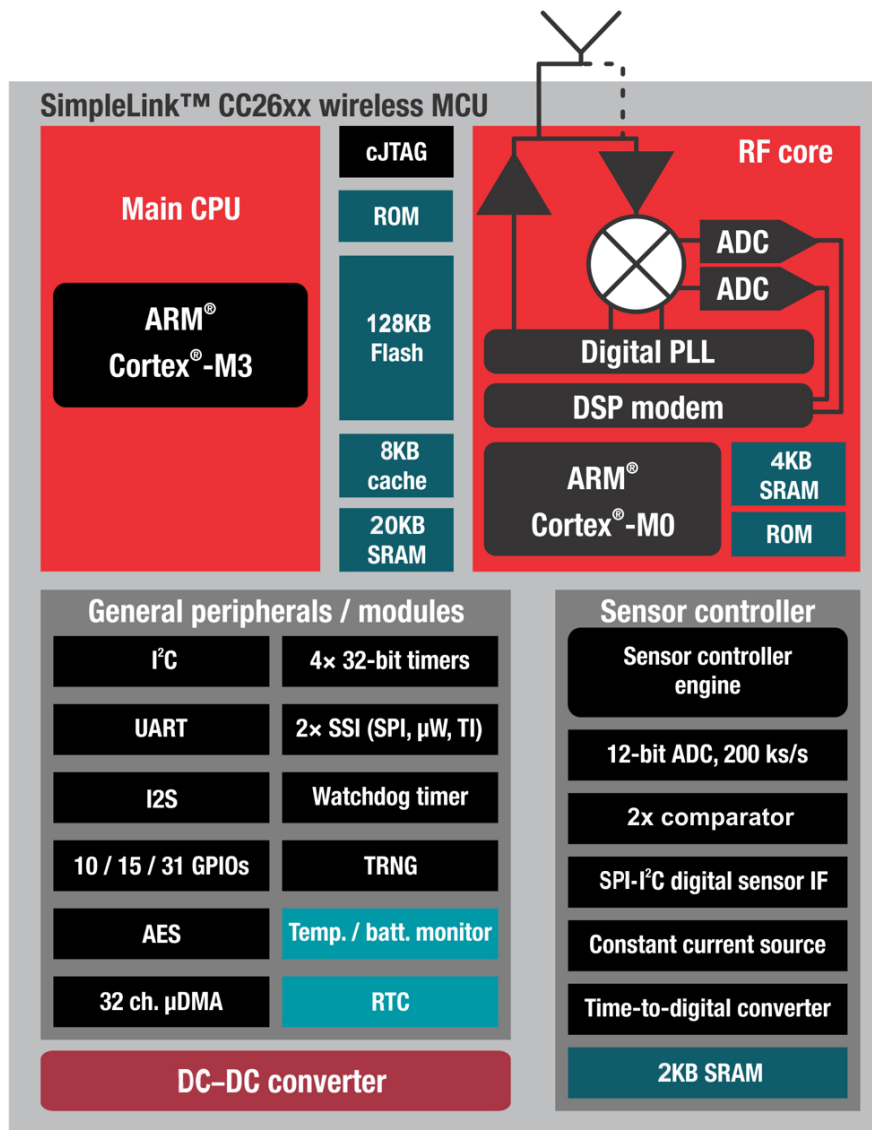 SimpleLink™ CC26xx wireless MCU
Main CPU
ARM®
Cortex®-M3
cJTAG
ROM
128KB
Flash
8KB
cache
20KB
SRAM
RF core
ADC
ADC
Digital PLL
DSP modem
ARM®
Cortex®-M0
4KB
SRAM
ROM
General peripherals / modules
I²C
4× 32-bit timers
UART
2× SSI (SPI, µW, TI)
I2S
Watchdog timer
10 / 15 / 31 GPIOs
TRNG
AES
Temp. / batt. monitor
32 ch. µDMA
RTC
DC–DC converter
Sensor controller
Sensor controller
engine
12-bit ADC, 200 ks/s
2x comparator
SPI-I²C digital sensor IF
Constant current source
Time-to-digital converter
2KB SRAM